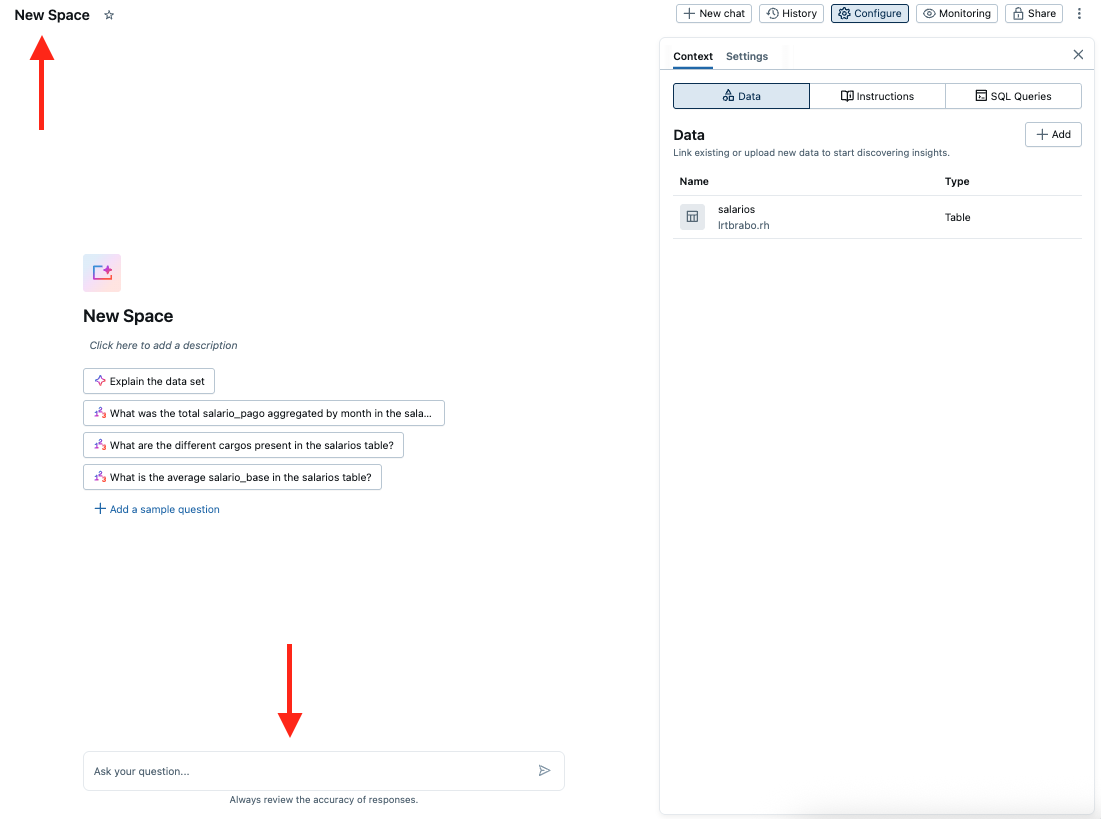 New Space
New chat
History
Configure
Monitoring
Share
Context
Settings
Data
Instructions
SQL Queries
Data
Add
Link existing or upload new data to start discovering insights.
Name Type
salarios
lrtbrabo.rh
Table
New Space
Click here to add a description
Explain the data set
What was the total salario_pago aggregated by month in the sala...
What are the different cargos present in the salarios table?
What is the average salario_base in the salarios table?
Add a sample question
Ask your question...
Always review the accuracy of responses.